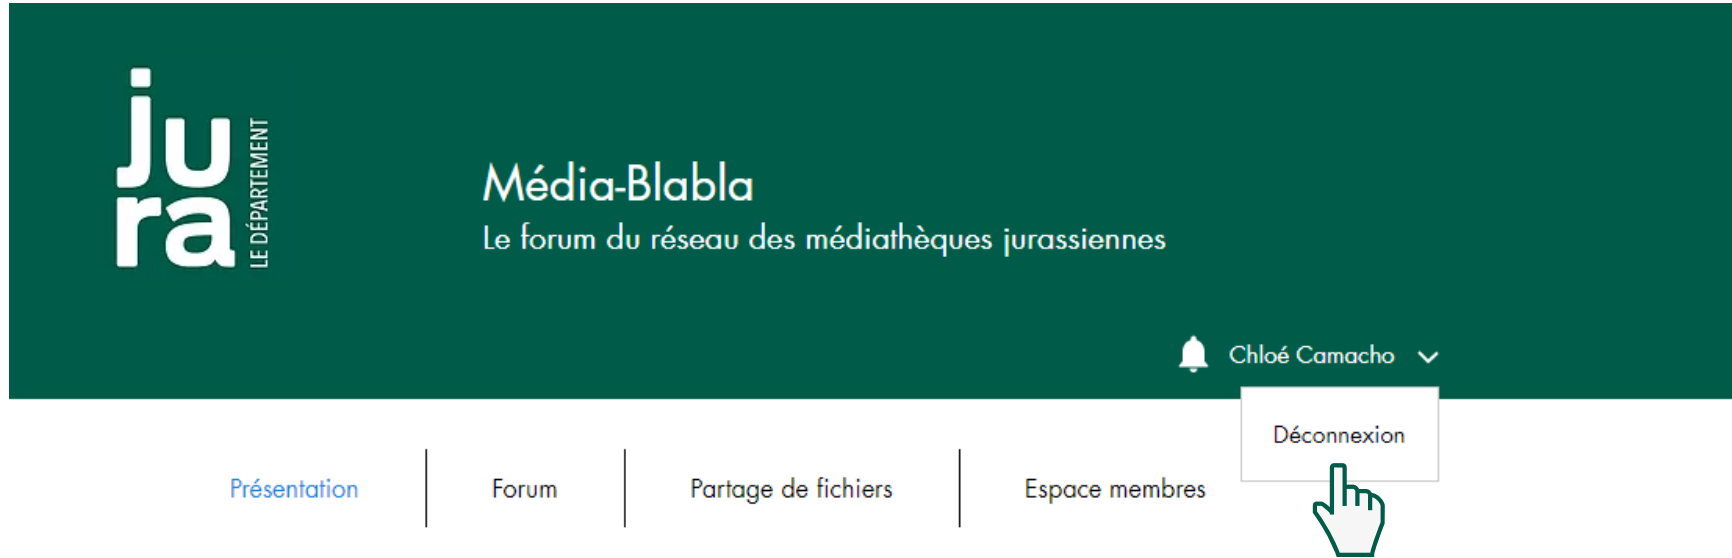 ju
ra
LE DÉPARTEMENT
Média-Blabla
Le forum du réseau des médiathèques jurassiennes
Chloé Camacho
Déconnexion
Présentation
Forum
Partage de fichiers
Espace membres